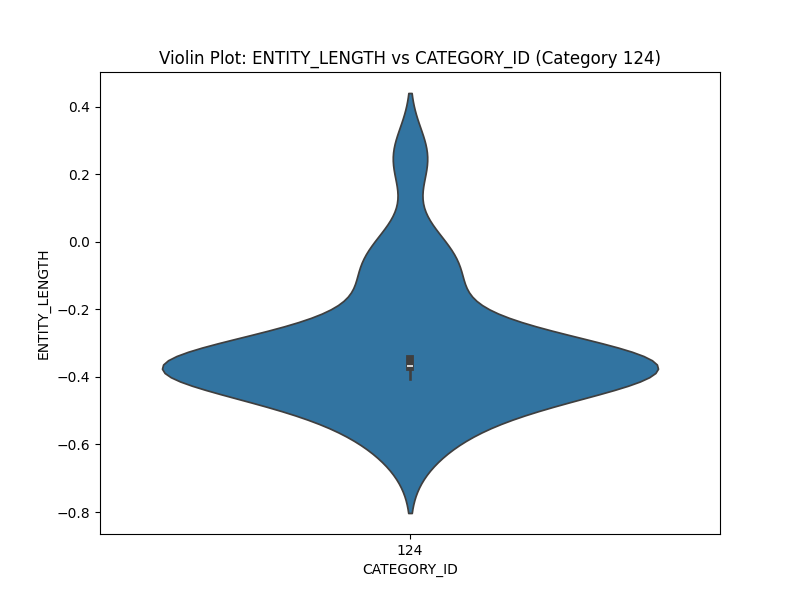 Violin Plot: ENTITY_LENGTH vs CATEGORY_ID (Category 124)
ENTITY_LENGTH
0.4
0.2
0.0
−0.2
−0.4
−0.6
−0.8
124
CATEGORY_ID